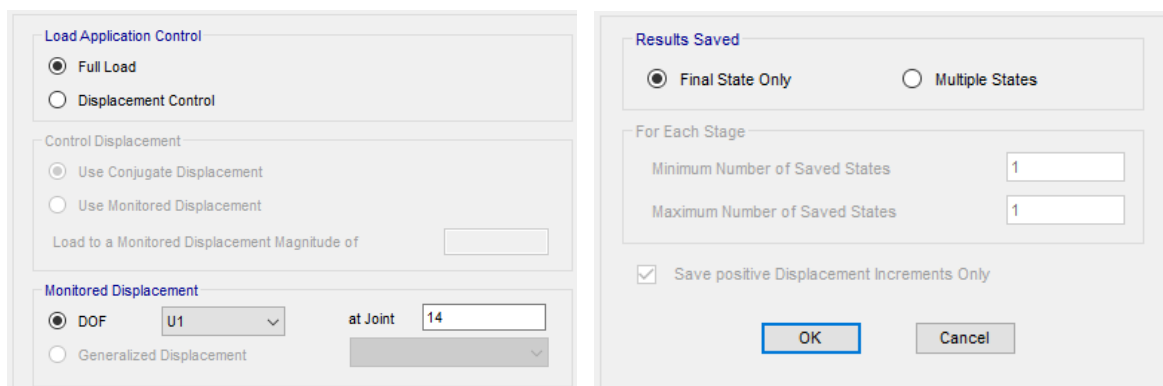 Load Application Control
Full Load
Displacement Control
Control Displacement
Use Conjugate Displacement
Use Monitored Displacement
Load to a Monitored Displacement Magnitude of
Monitored Displacement
DOF U1 at Joint 14
Generalized Displacement
Results Saved
Final State Only Multiple States
For Each Stage
Minimum Number of Saved States 1
Maximum Number of Saved States 1
Save positive Displacement Increments Only
OK Cancel